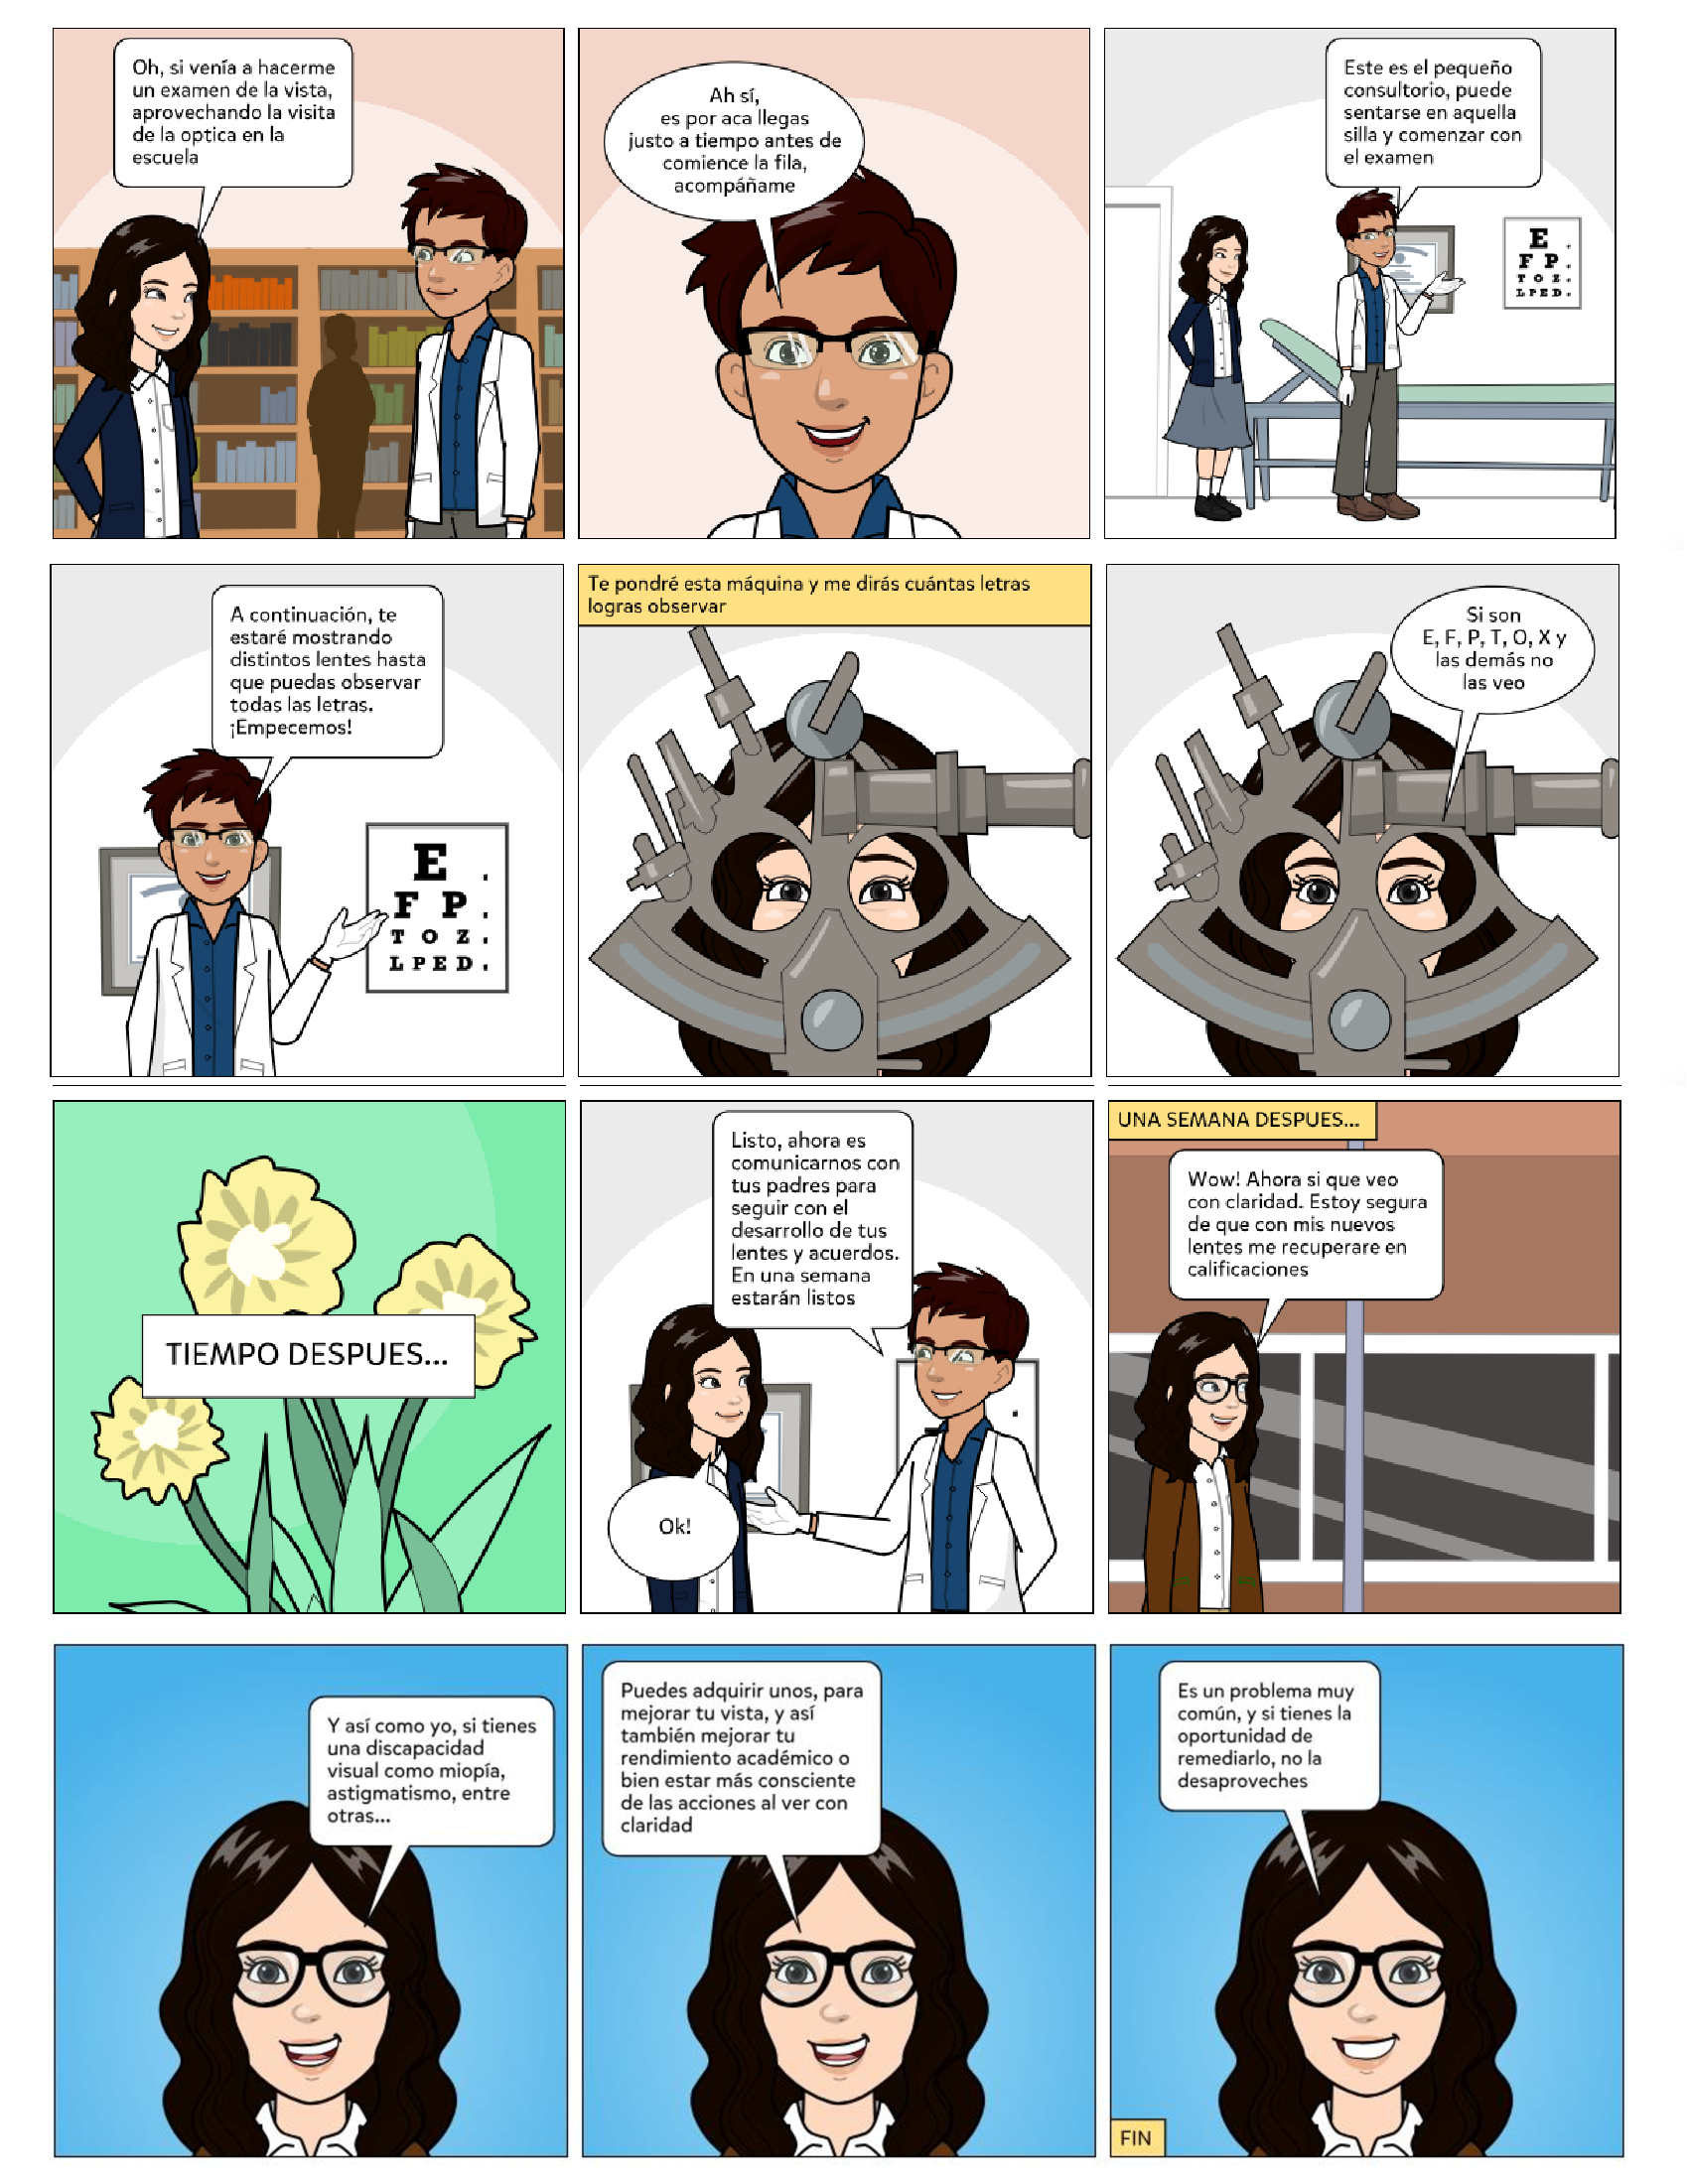 Oh, si venía a hacerme
un examen de la vista,
aprovechando la visita
de la optica en la
escuela
Ah sí,
es por aca llegas
justo a tiempo antes de
comience la fila,
acompáñame
Este es el pequeño
consultorio, puede
sentarse en aquella
silla y comenzar con
el examen
E .
F P .
T O Z .
L P E D .
A continuación, te
estaré mostrando
distintos lentes hasta
que puedas observar
todas las letras.
¡Empecemos!
E .
F P .
T O Z .
L P E D .
Te pondré esta máquina y me dirás cuántas letras
logras observar
Si son
E, F, P, T, O, X y
las demás no
las veo
TIEMPO DESPUES...
Listo, ahora es
comunicarnos con
tus padres para
seguir con el
desarrollo de tus
lentes y acuerdos.
En una semana
estarán listos
Ok!
UNA SEMANA DESPUES...
Wow! Ahora si que veo
con claridad. Estoy segura
de que con mis nuevos
lentes me recuperare en
calificaciones
Y así como yo, si tienes
una discapacidad
visual como miopía,
astigmatismo, entre
otras...
Puedes adquirir unos, para
mejorar tu vista, y así
también mejorar tu
rendimiento académico o
bien estar más consciente
de las acciones al ver con
claridad
Es un problema muy
común, y si tienes la
oportunidad de
remediarlo, no la
desaproveches
FIN